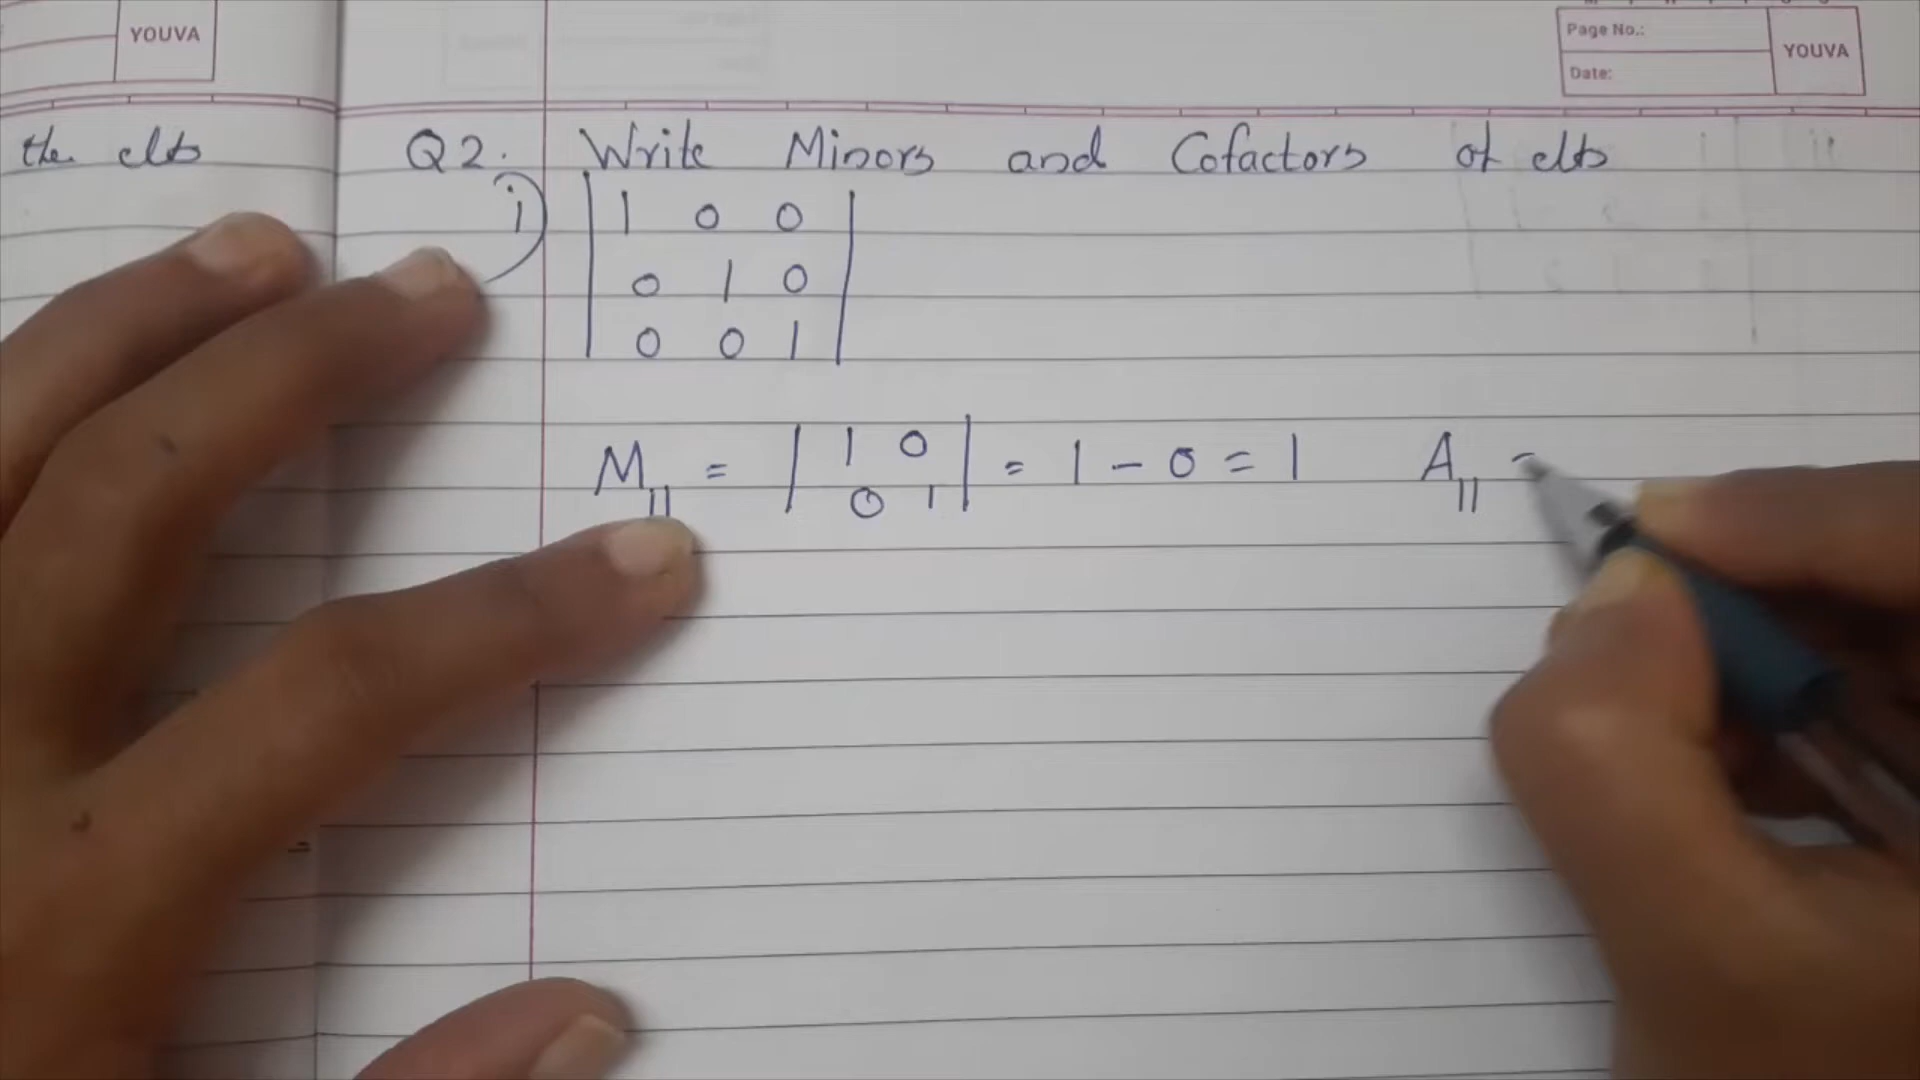 YOUVA
Page No.:
YOUVA
Date:
the elts
Q2. Write Minors and Cofactors of elts
i) | 1 0 0 |
| 0 1 0 |
| 0 0 1 |
M11 = | 1 0 | = 1 - 0 = 1 A11 =
| 0 1 |